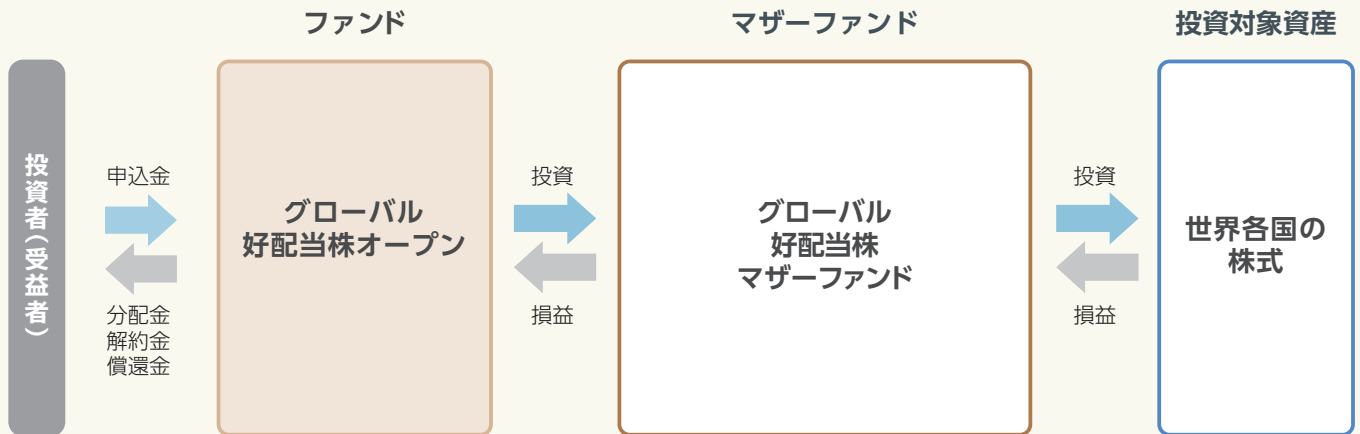 ファンド
マザーファンド
投資対象資産
投資者(受益者)
申込金
分配金
解約金
償還金
グローバル
好配当株オープン
投資
損益
グローバル
好配当株
マザーファンド
投資
損益
世界各国の
株式